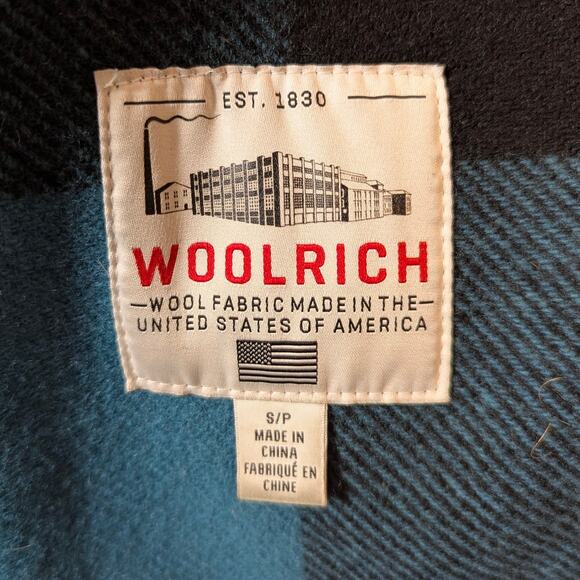 EST. 1830
WOOLRICH
WOOL FABRIC MADE IN THE
UNITED STATES OF AMERICA
S/P
MADE IN
CHINA
FABRIQUÉ EN
CHINE